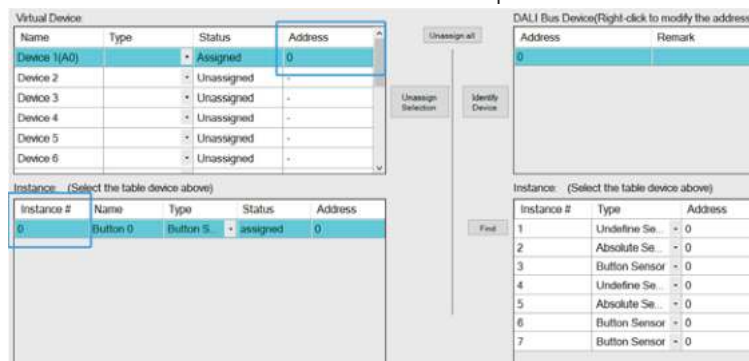 Virtual Device
Name Type Status Address
Device 1(A0) Assigned 0
Device 2 Unassigned -
Device 3 Unassigned -
Device 4 Unassigned -
Device 5 Unassigned -
Device 6 Unassigned -
Unassign all
Unassign Selection
Identify Device
DALI Bus Device(Right-click to modify the address
Address Remark
0
Instance: (Select the table device above)
Instance # Name Type Status Address
0 Button 0 Button S... assigned 0
Find
Instance: (Select the table device above)
Instance # Type Address
1 Undefine Se... 0
2 Absolute Se... 0
3 Button Sensor 0
4 Undefine Se... 0
5 Absolute Se... 0
6 Button Sensor 0
7 Button Sensor 0